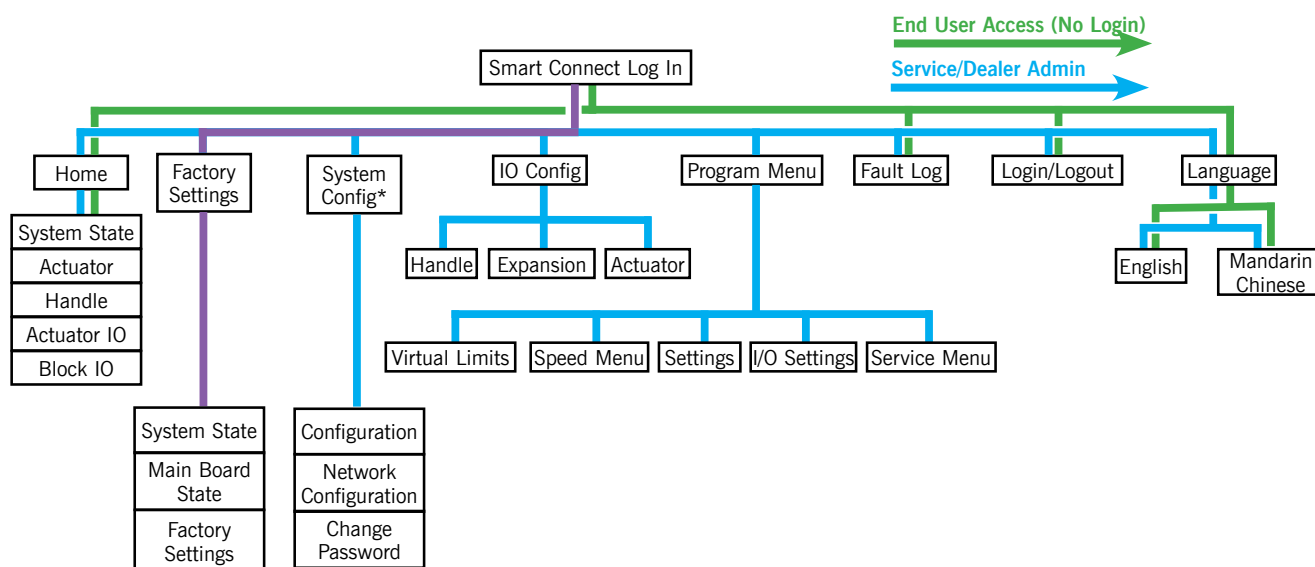 End User Access (No Login)
Smart Connect Log In
Service/Dealer Admin
Home
Factory
Settings
System
Config*
IO Config
Program Menu
Fault Log
Login/Logout
Language
System State
Actuator
Handle
Actuator IO
Block IO
Handle
Expansion
Actuator
English
Mandarin
Chinese
Virtual Limits
Speed Menu
Settings
I/O Settings
Service Menu
System State
Main Board
State
Factory
Settings
Configuration
Network
Configuration
Change
Password